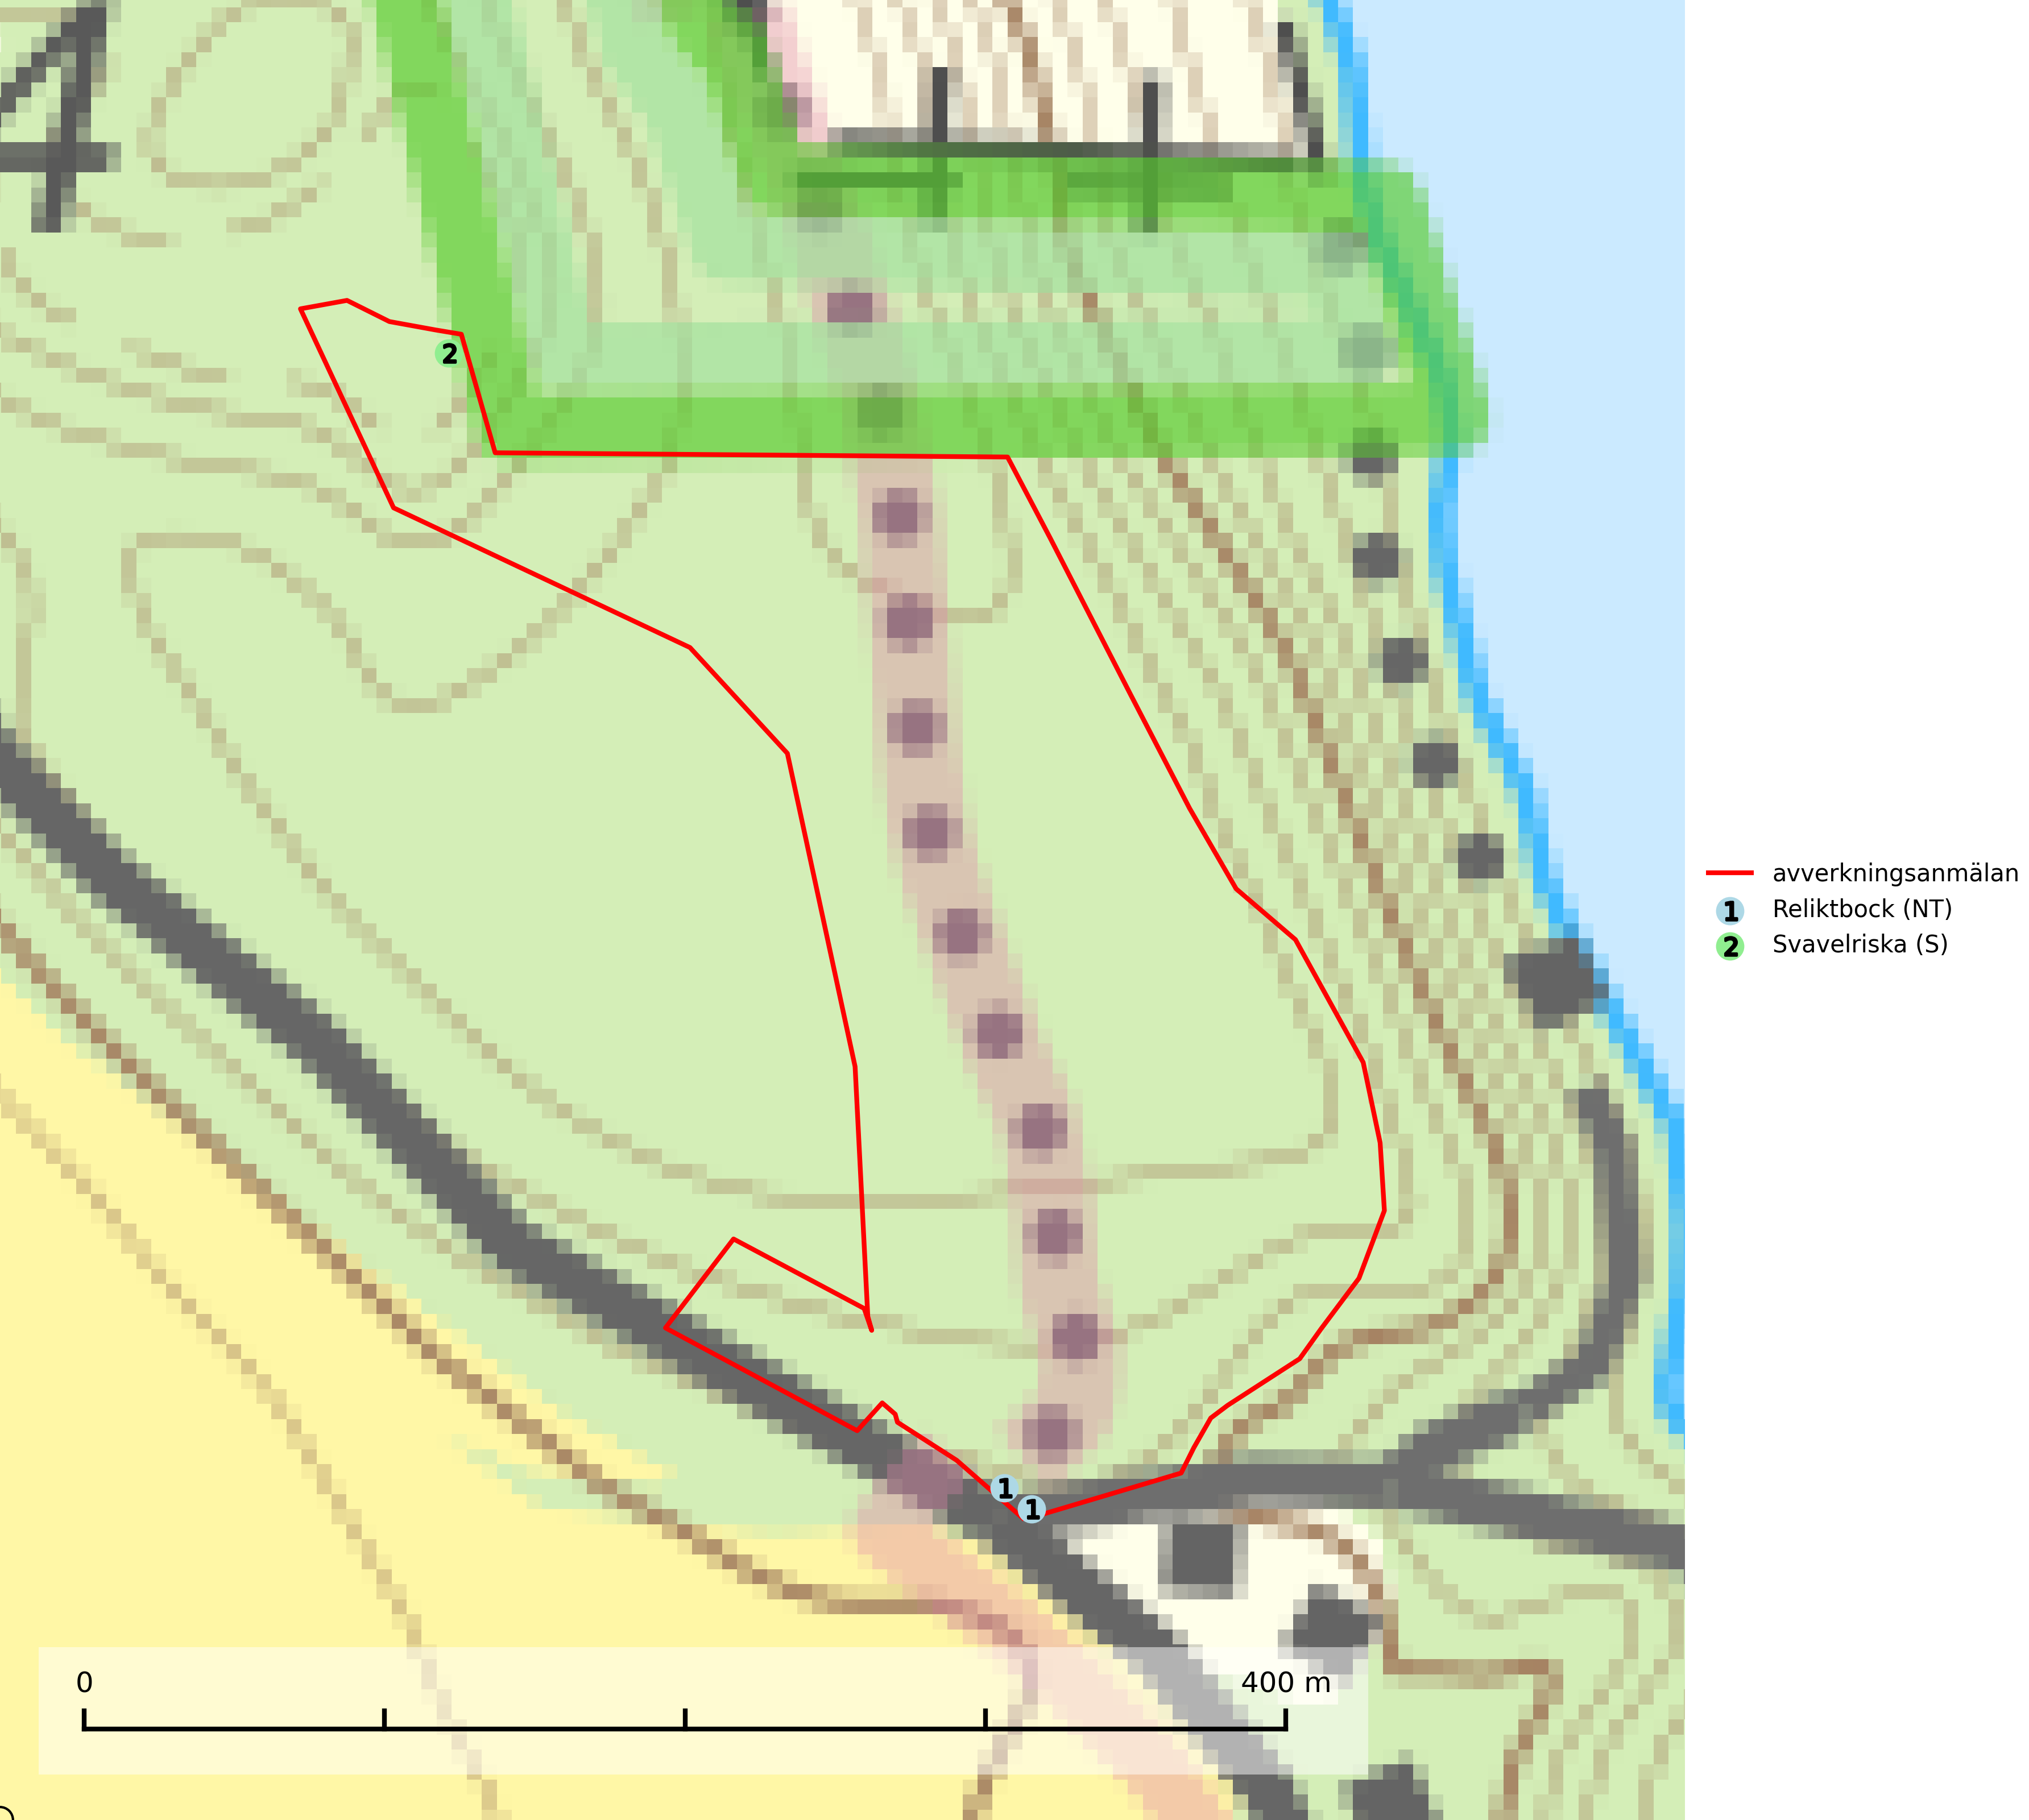 2
1
1
avverkningsanmälan
1 Reliktbock (NT)
2 Svavelriska (S)
0 400 m